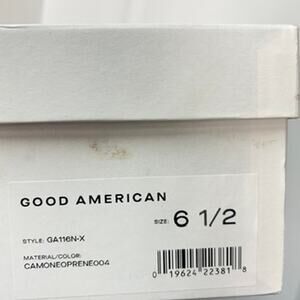 GOOD AMERICAN
SIZE: 6 1/2
STYLE: GA116N-X
MATERIAL/COLOR:
CAMONEOPRENE004
0 19624 22381 8